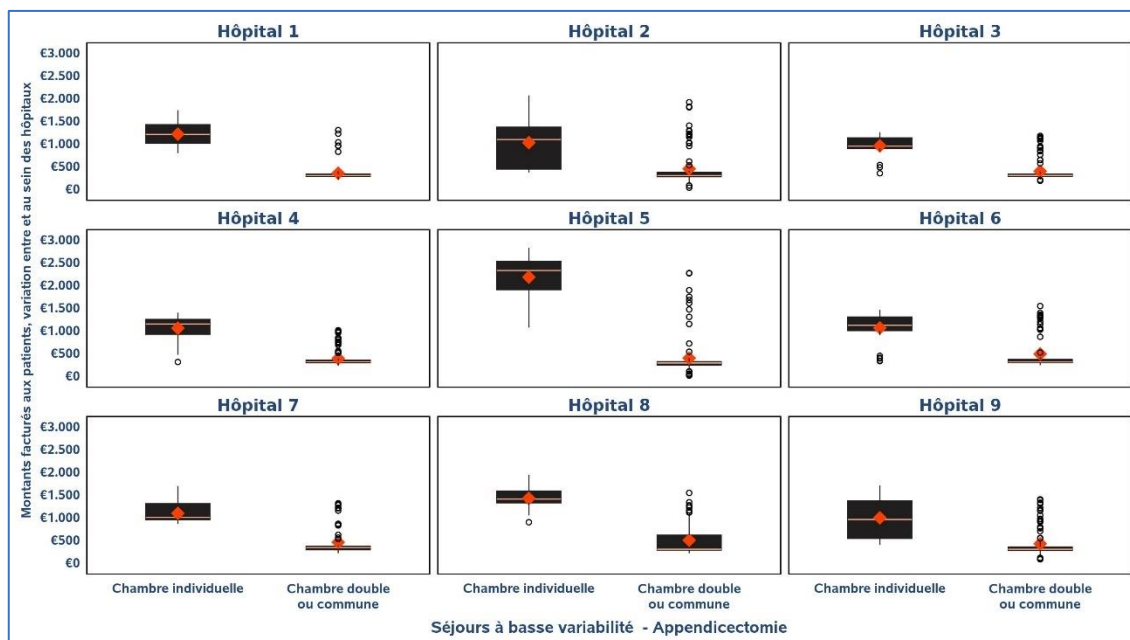 Montants facturés aux patients, variation entre et au sein des hôpitaux
Hôpital 1
Hôpital 2
Hôpital 3
€3.000
€2.500
€2.000
€1.500
€1.000
€500
€0
Hôpital 4
Hôpital 5
Hôpital 6
€3.000
€2.500
€2.000
€1.500
€1.000
€500
€0
Hôpital 7
Hôpital 8
Hôpital 9
€3.000
€2.500
€2.000
€1.500
€1.000
€500
€0
Chambre individuelle
Chambre double
ou commune
Chambre individuelle
Chambre double
ou commune
Chambre individuelle
Chambre double
ou commune
Séjours à basse variabilité - Appendicectomie